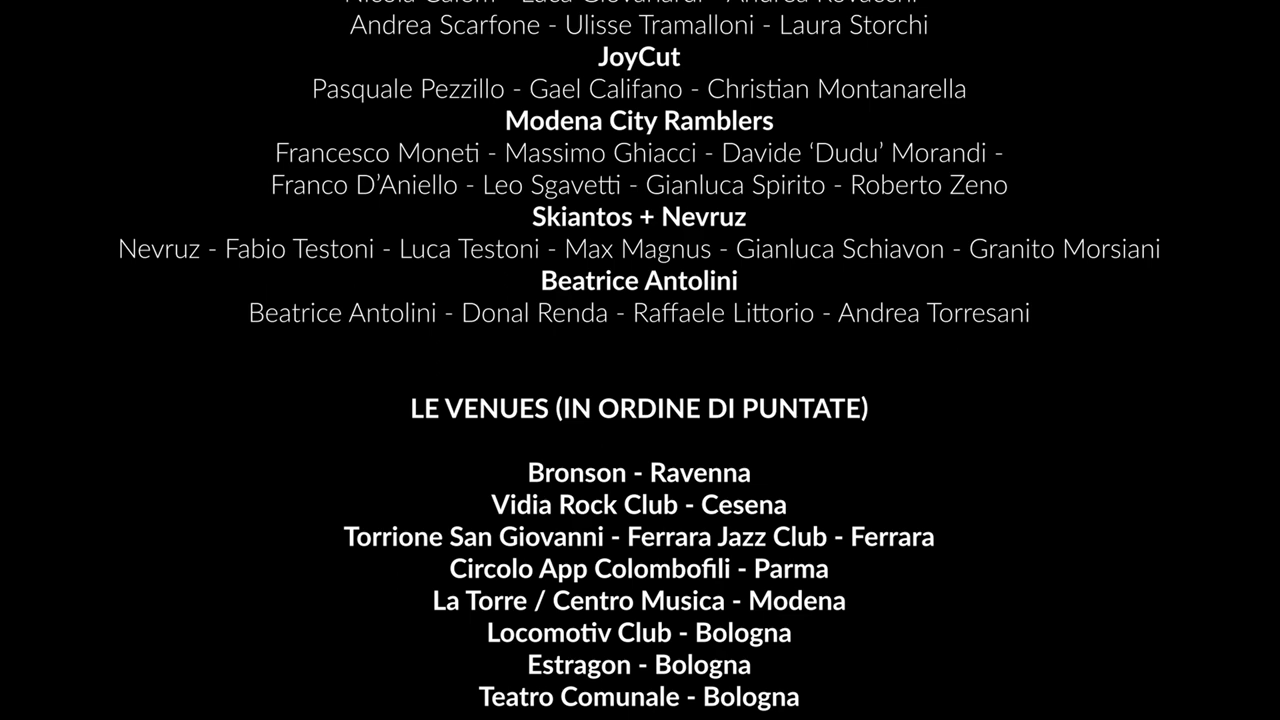 Andrea Scarfone - Ulisse Tramalloni - Laura Storchi
JoyCut
Pasquale Pezzillo - Gael Califano - Christian Montanarella
Modena City Ramblers
Francesco Moneti - Massimo Ghiacci - Davide ‘Dudu’ Morandi -
Franco D’Aniello - Leo Sgavetti - Gianluca Spirito - Roberto Zeno
Skiantos + Nevruz
Nevruz - Fabio Testoni - Luca Testoni - Max Magnus - Gianluca Schiavon - Granito Morsiani
Beatrice Antolini
Beatrice Antolini - Donal Renda - Raffaele Littorio - Andrea Torresani
LE VENUES (IN ORDINE DI PUNTATE)
Bronson - Ravenna
Vidia Rock Club - Cesena
Torrione San Giovanni - Ferrara Jazz Club - Ferrara
Circolo App Colombofili - Parma
La Torre / Centro Musica - Modena
Locomotiv Club - Bologna
Estragon - Bologna
Teatro Comunale - Bologna